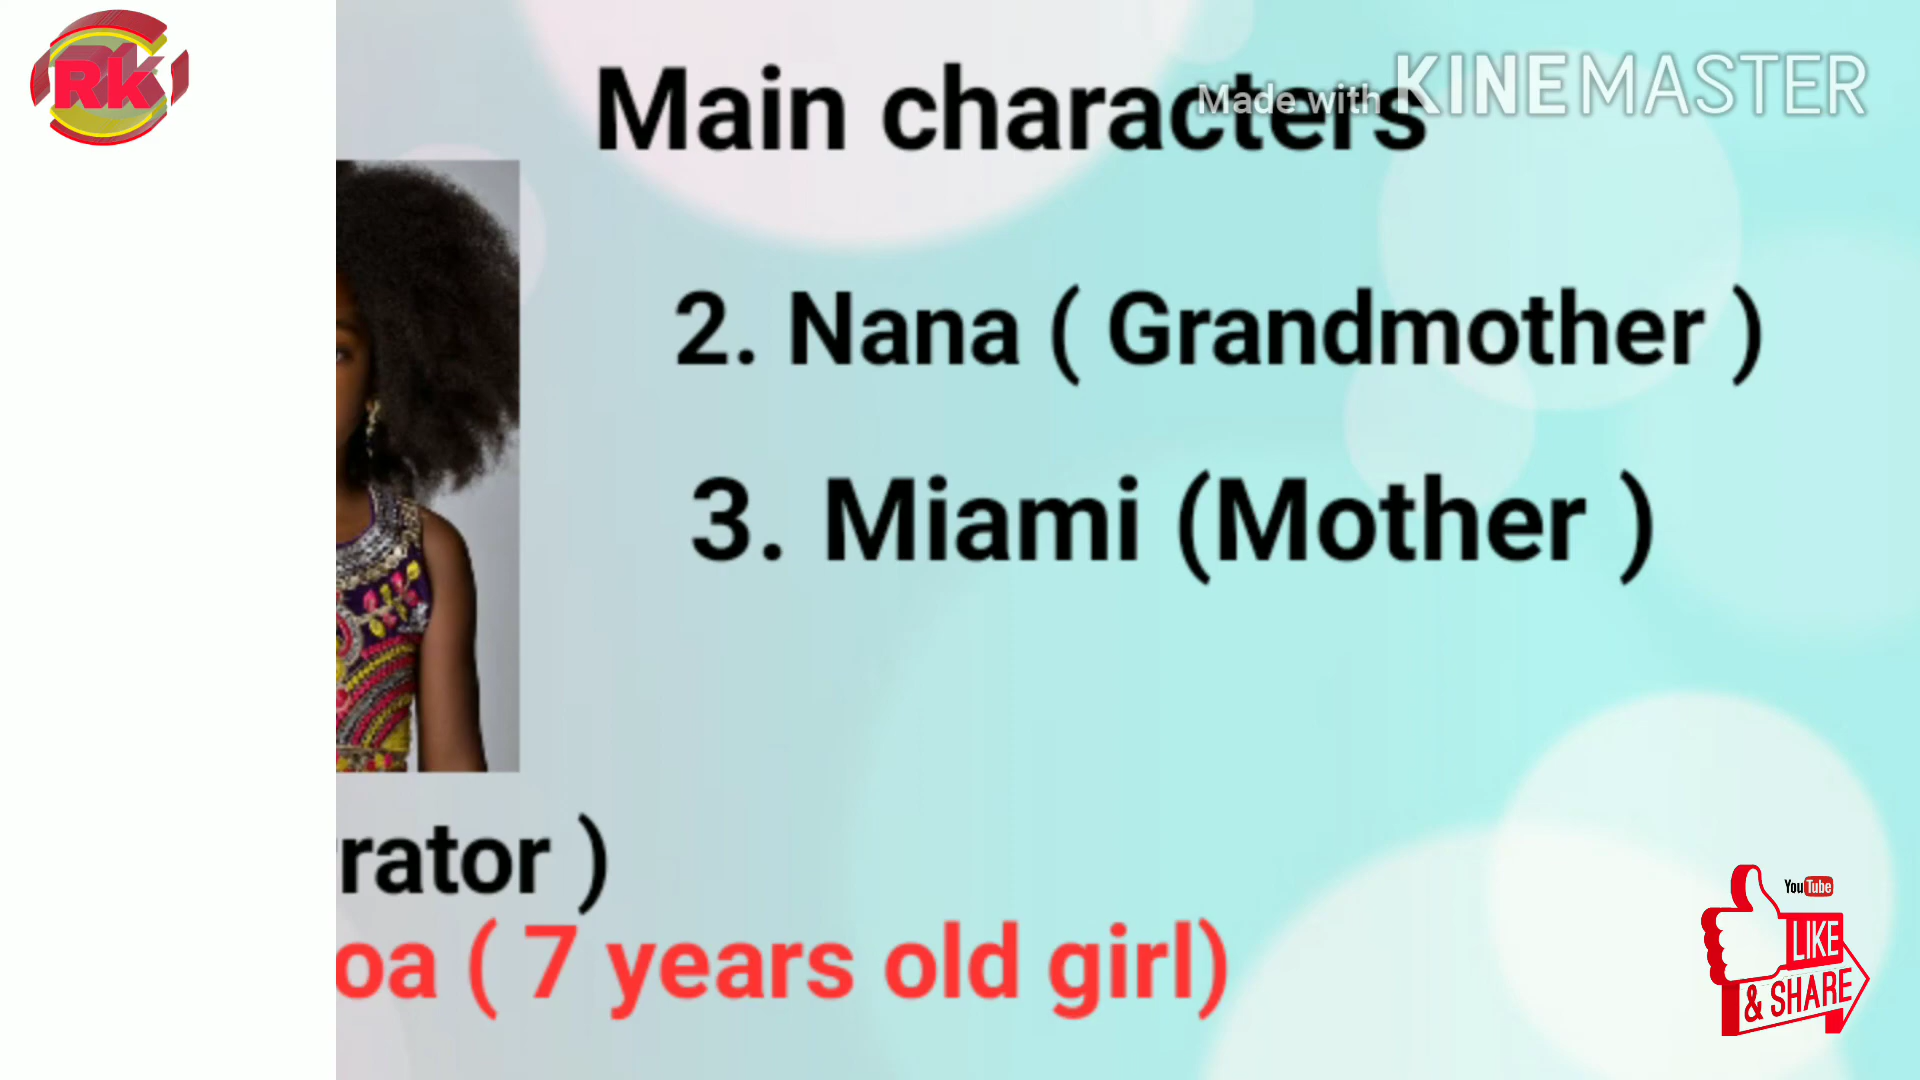 Rk
Main characters
Made with KINEMASTER
2. Nana ( Grandmother )
3. Miami (Mother )
rator )
oa ( 7 years old girl)
YouTube
LIKE
& SHARE